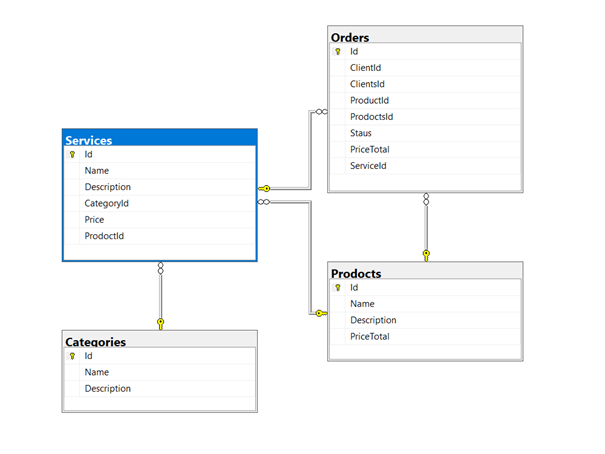 Orders
Id
ClientId
ClientsId
ProductId
ProdoctsId
Staus
PriceTotal
ServiceId
Services
Id
Name
Description
CategoryId
Price
ProdoctId
Prodocts
Id
Name
Description
PriceTotal
Categories
Id
Name
Description